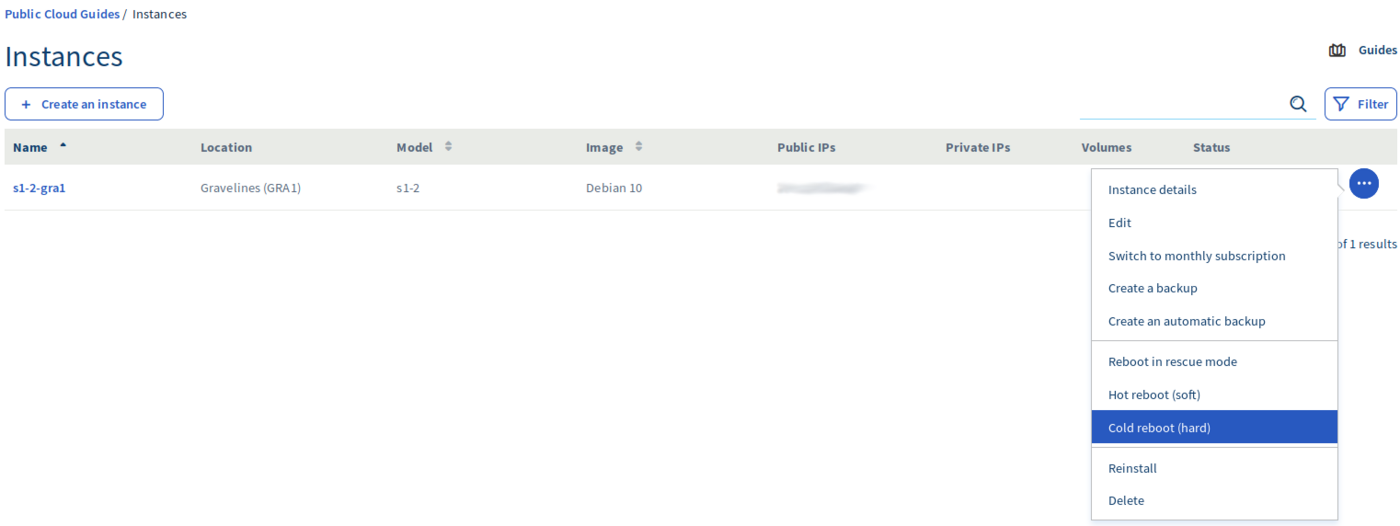 Public Cloud Guides / Instances
Instances
Guides
+ Create an instance
Filter
Name Location Model Image Public IPs Private IPs Volumes Status
s1-2-gra1 Gravelines (GRA1) s1-2 Debian 10
Instance details
Edit
Switch to monthly subscription
of 1 results
Create a backup
Create an automatic backup
Reboot in rescue mode
Hot reboot (soft)
Cold reboot (hard)
Reinstall
Delete